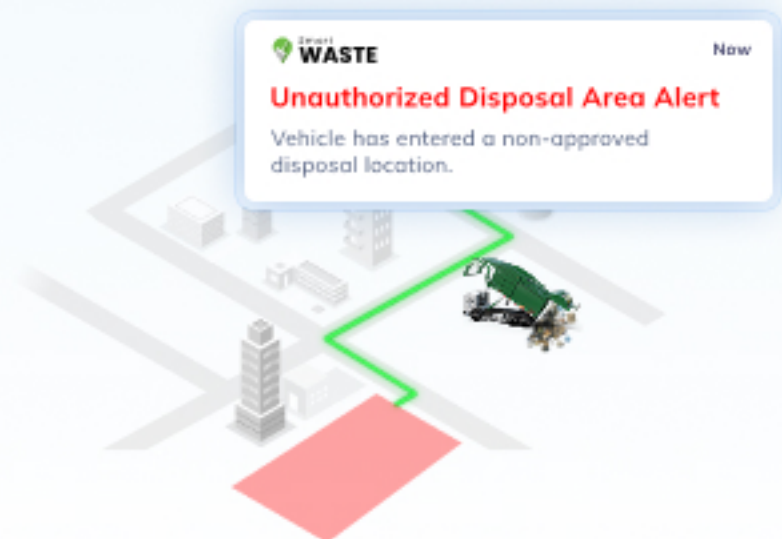 Smart
WASTE
Now
Unauthorized Disposal Area Alert
Vehicle has entered a non-approved
disposal location.